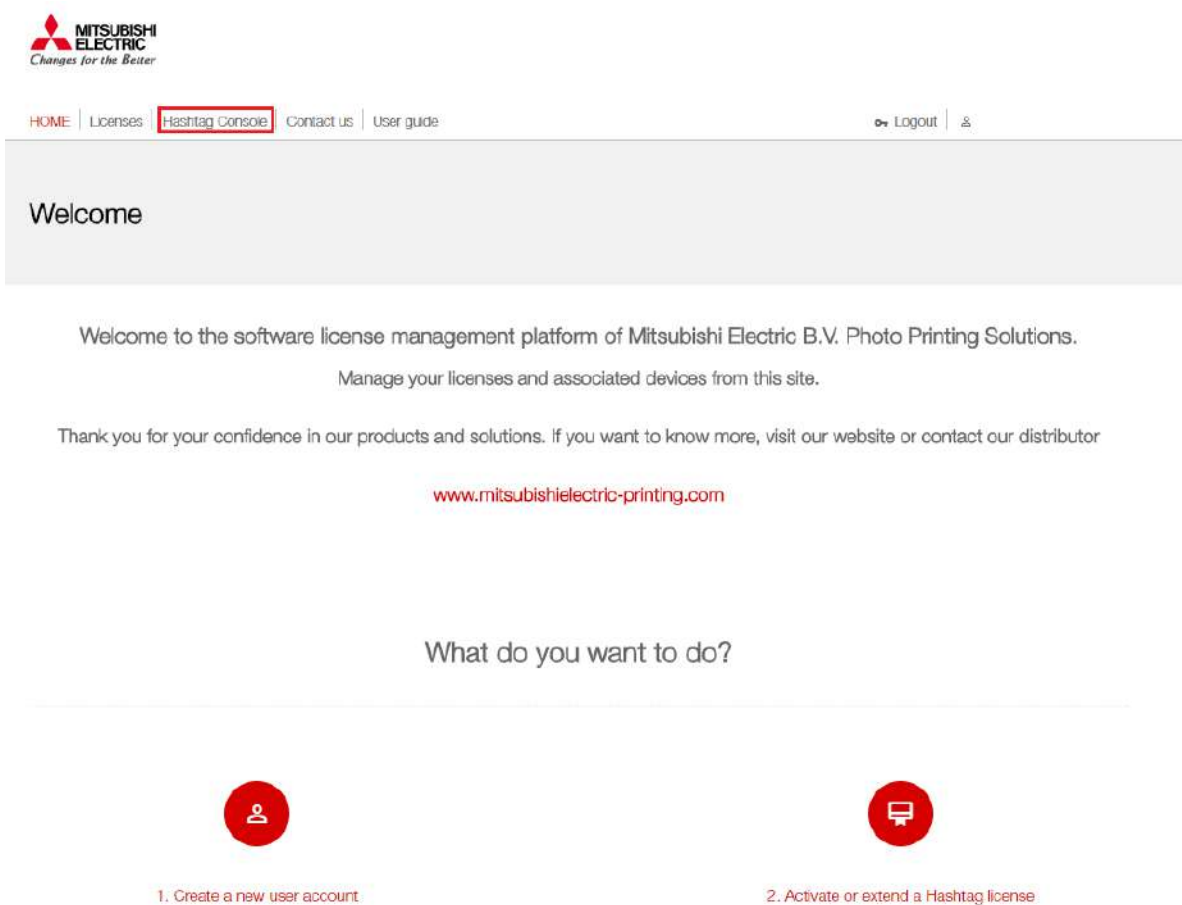 MITSUBISHI
ELECTRIC
Changes for the Better
HOME Licenses Hashtag Console Contact us User guide Logout
Welcome
Welcome to the software license management platform of Mitsubishi Electric B.V. Photo Printing Solutions.
Manage your licenses and associated devices from this site.
Thank you for your confidence in our products and solutions. If you want to know more, visit our website or contact our distributor
www.mitsubishielectric-printing.com
What do you want to do?
1. Create a new user account
2. Activate or extend a Hashtag license